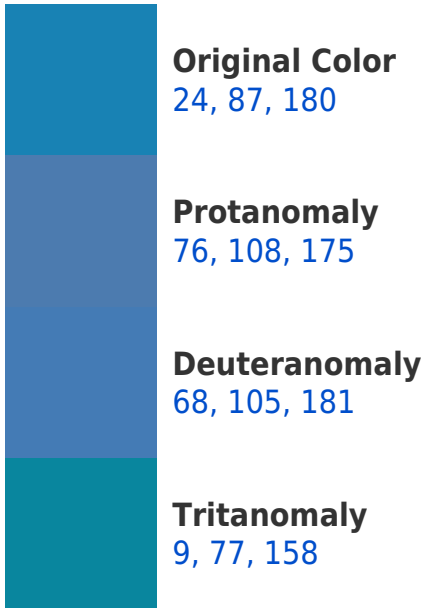 Original Color
24, 87, 180
Protanomaly
76, 108, 175
Deuteranomaly
68, 105, 181
Tritanomaly
9, 77, 158